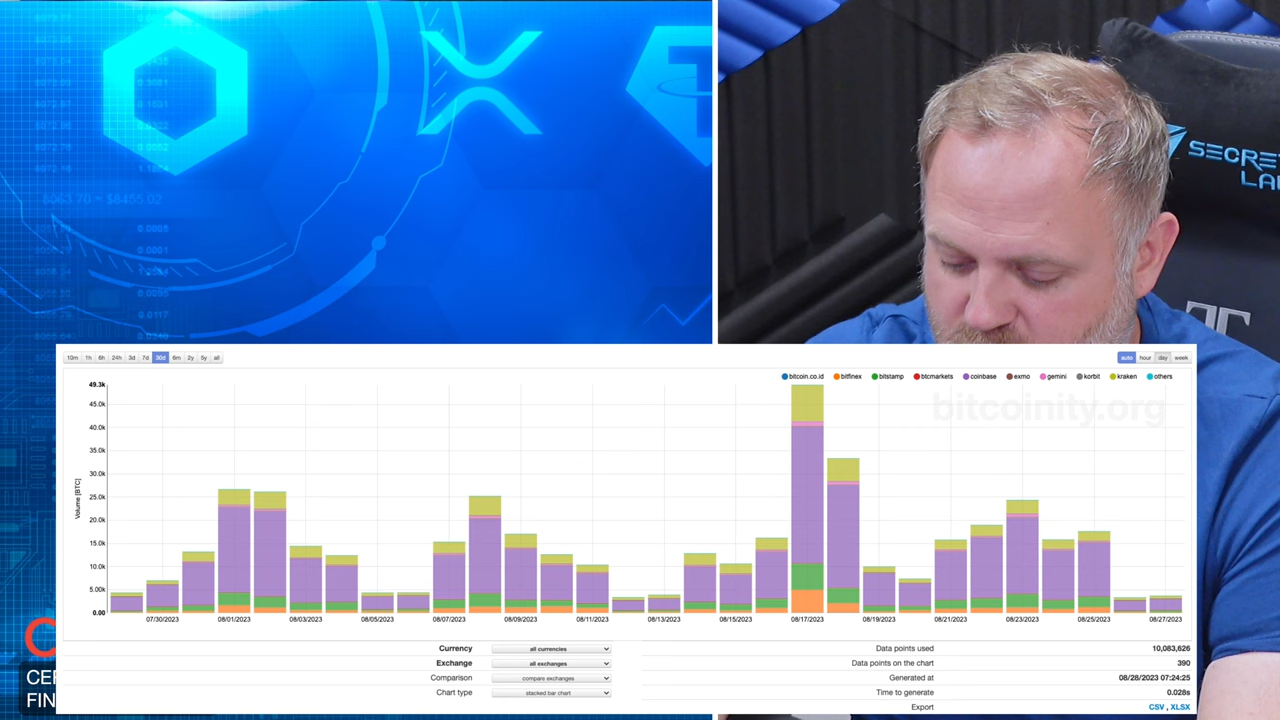 8063.70 ~ $8455.02
SECRET
LAB
10m 1h 6h 24h 3d 7d 30d 6m 2y 5y all
auto hour day week
bitcoin.co.id bitfinex bitstamp btcmarkets coinbase exmo gemini korbit kraken others
bitcoinity.org
Volume [BTC]
49.3k
45.0k
40.0k
35.0k
30.0k
25.0k
20.0k
15.0k
10.0k
5.00k
0.00
07/30/2023 08/01/2023 08/03/2023 08/05/2023 08/07/2023 08/09/2023 08/11/2023 08/13/2023 08/15/2023 08/17/2023 08/19/2023 08/21/2023 08/23/2023 08/25/2023 08/27/2023
Currency all currencies
Exchange all exchanges
Comparison compare exchanges
Chart type stacked bar chart
Data points used 10,083,626
Data points on the chart 390
Generated at 08/28/2023 07:24:25
Time to generate 0.028s
Export CSV , XLSX
CER
FIN